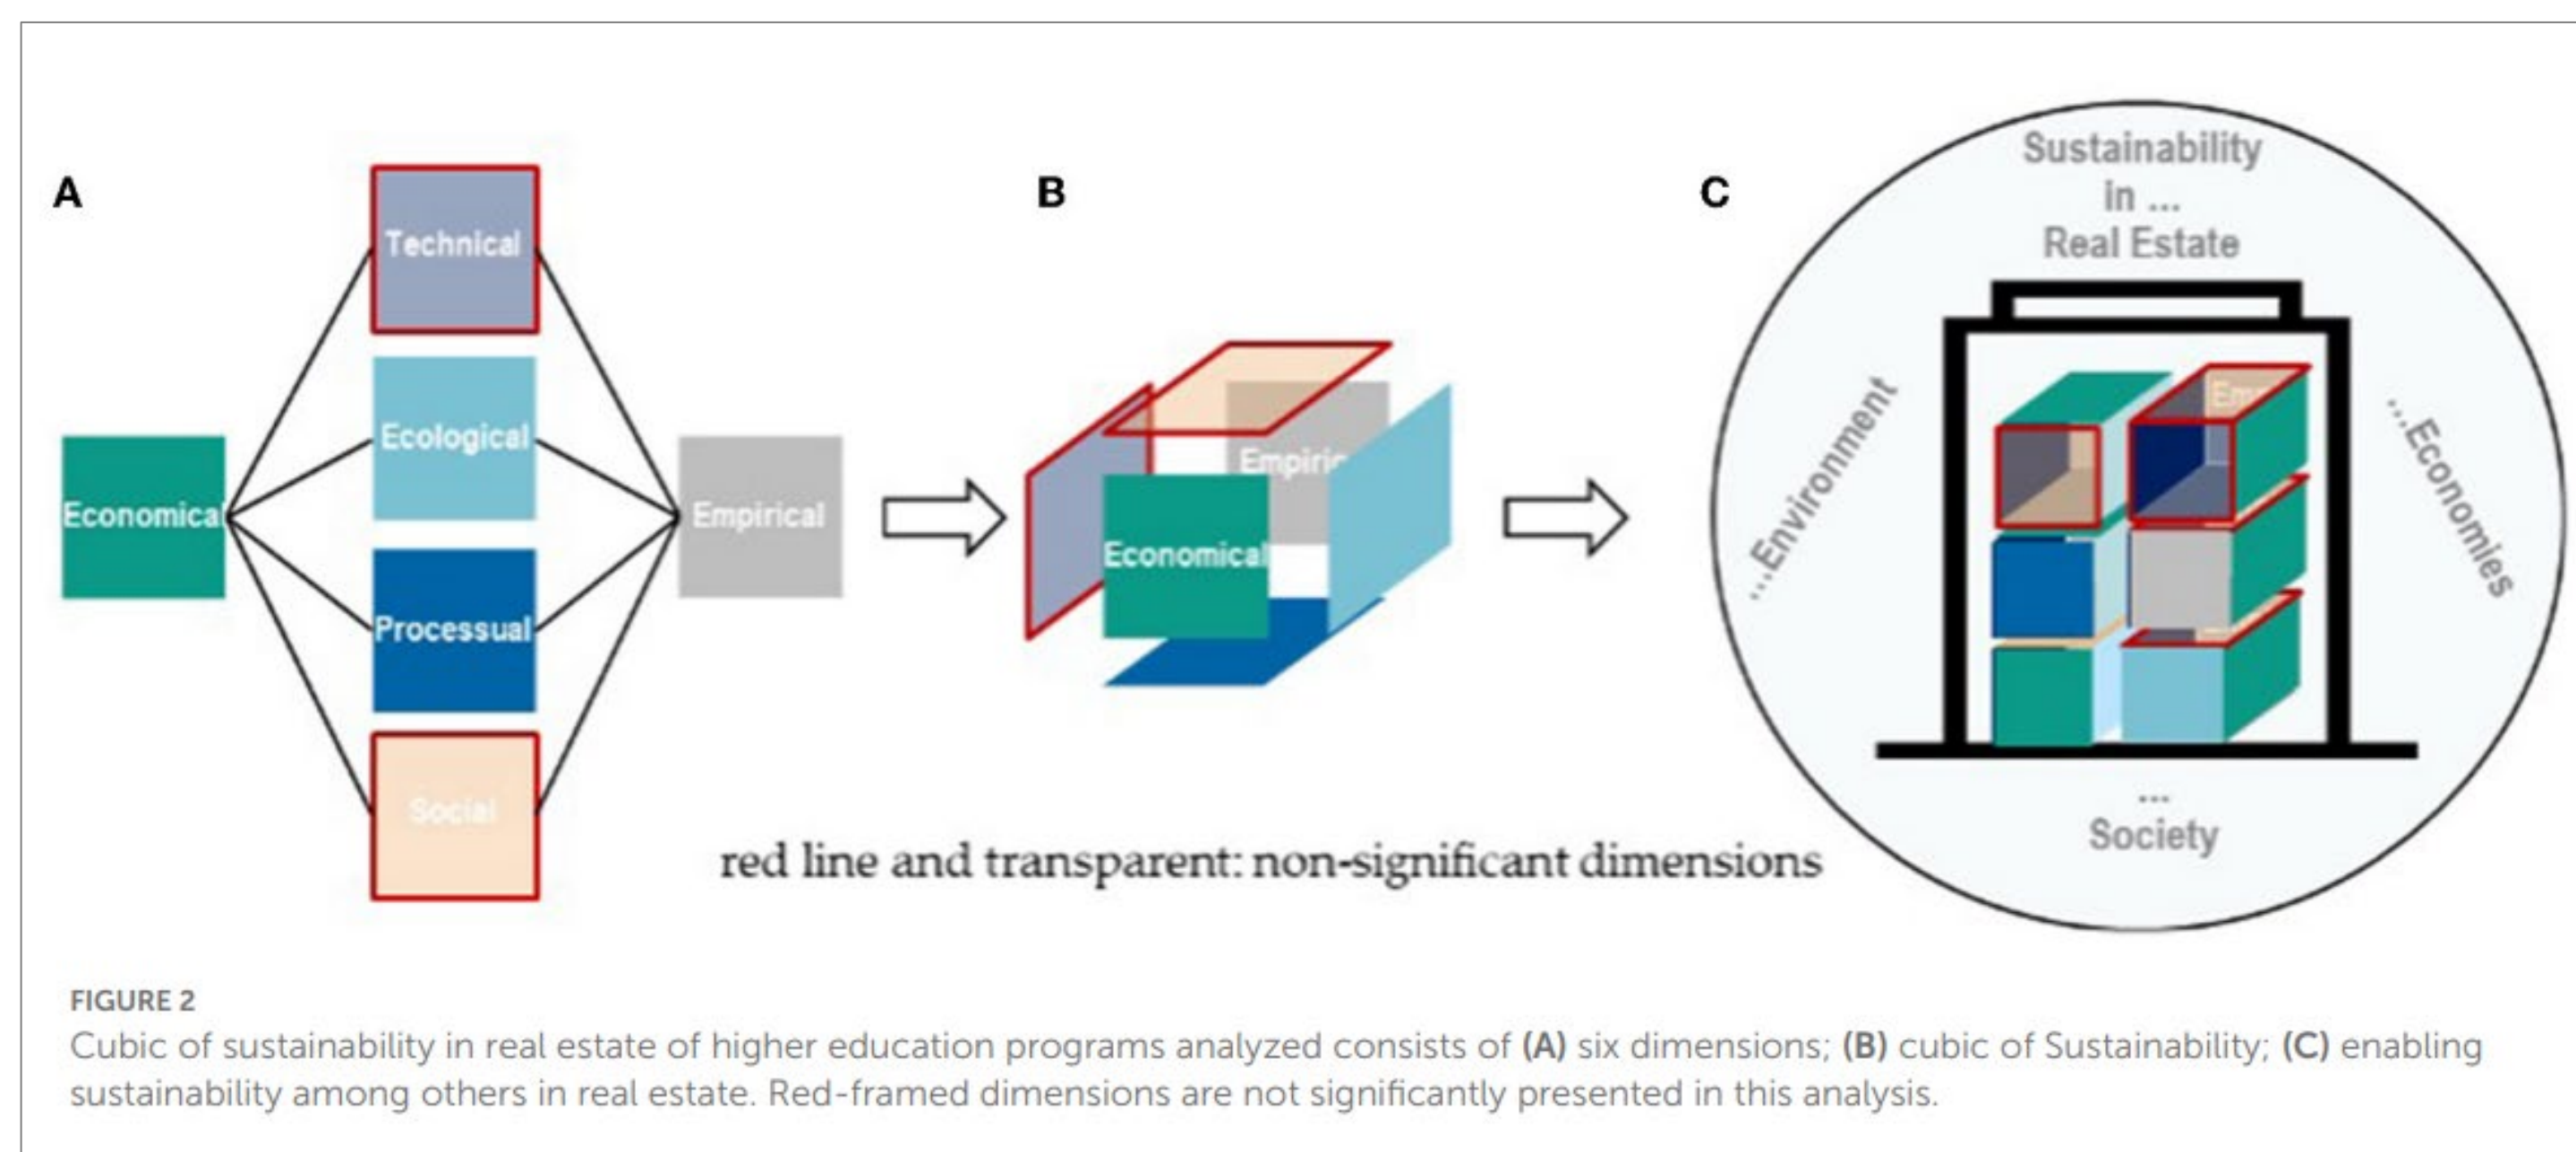 A
Technical
Ecological
Economical
Empirical
Processual
Social
B
Economical
C
Sustainability
in ...
Real Estate
...Environment
...Economies
...
Society
red line and transparent: non-significant dimensions
FIGURE 2
Cubic of sustainability in real estate of higher education programs analyzed consists of (A) six dimensions; (B) cubic of Sustainability; (C) enabling
sustainability among others in real estate. Red-framed dimensions are not significantly presented in this analysis.